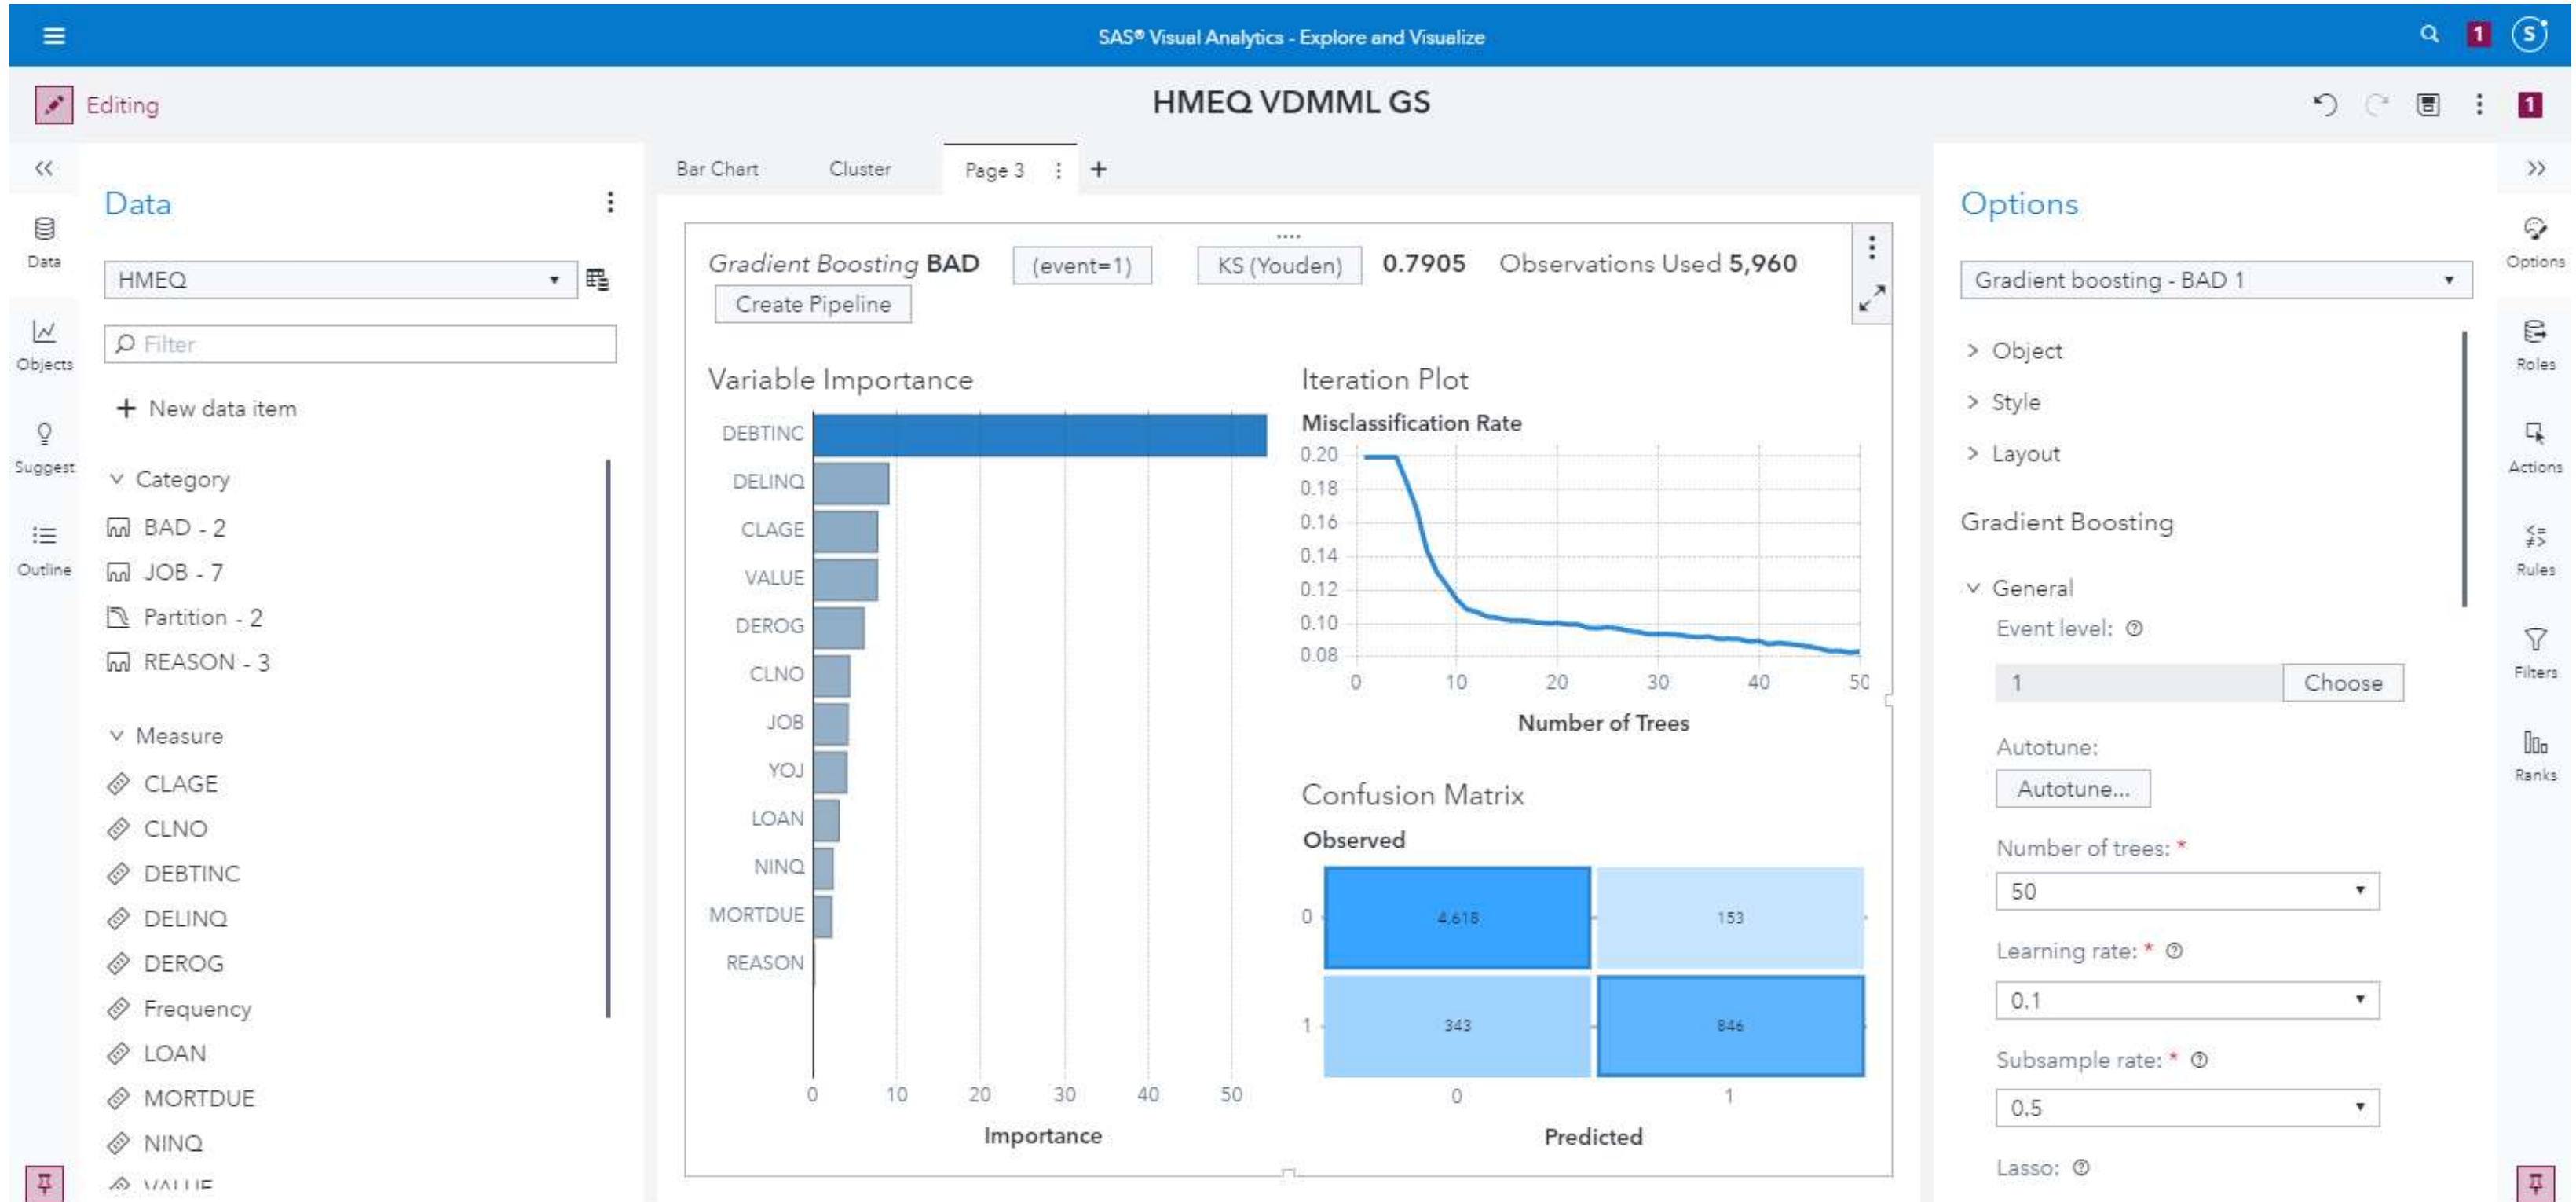 SAS® Visual Analytics - Explore and Visualize
1
S
Editing
HMEQ VDMML GS
1
Data
Objects
Suggest
Outline
Data
HMEQ
Filter
New data item
Category
BAD - 2
JOB - 7
Partition - 2
REASON - 3
Measure
CLAGE
CLNO
DEBTINC
DELINQ
DEROG
Frequency
LOAN
MORTDUE
NINQ
VALUE
Bar Chart
Cluster
Page 3
Gradient Boosting BAD (event=1) KS (Youden) 0.7905 Observations Used 5,960
Create Pipeline
Variable Importance
DEBTINC
DELINQ
CLAGE
VALUE
DEROG
CLNO
JOB
YOJ
LOAN
NINQ
MORTDUE
REASON
0 10 20 30 40 50
Importance
Iteration Plot
Misclassification Rate
0.20
0.18
0.16
0.14
0.12
0.10
0.08
0 10 20 30 40 50
Number of Trees
Confusion Matrix
Observed
0 4,618 153
1 343 846
0 1
Predicted
Options
Gradient boosting - BAD 1
Object
Style
Layout
Gradient Boosting
General
Event level:
1 Choose
Autotune:
Autotune...
Number of trees: *
50
Learning rate: *
0.1
Subsample rate: *
0.5
Lasso:
Options
Roles
Actions
Rules
Filters
Ranks